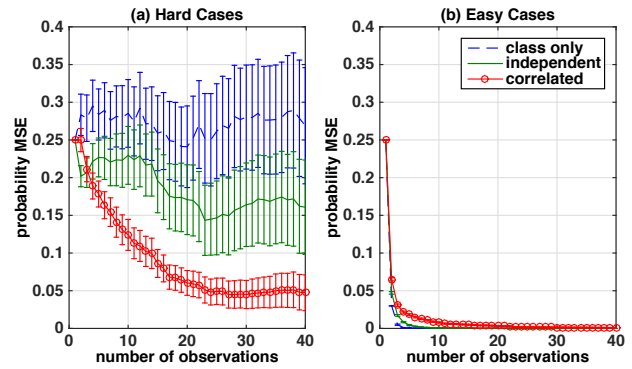 (a) Hard Cases
probability MSE
0.4
0.35
0.3
0.25
0.2
0.15
0.1
0.05
0
0 10 20 30 40
number of observations
(b) Easy Cases
probability MSE
0.4
0.35
0.3
0.25
0.2
0.15
0.1
0.05
0
class only
independent
correlated
0 10 20 30 40
number of observations